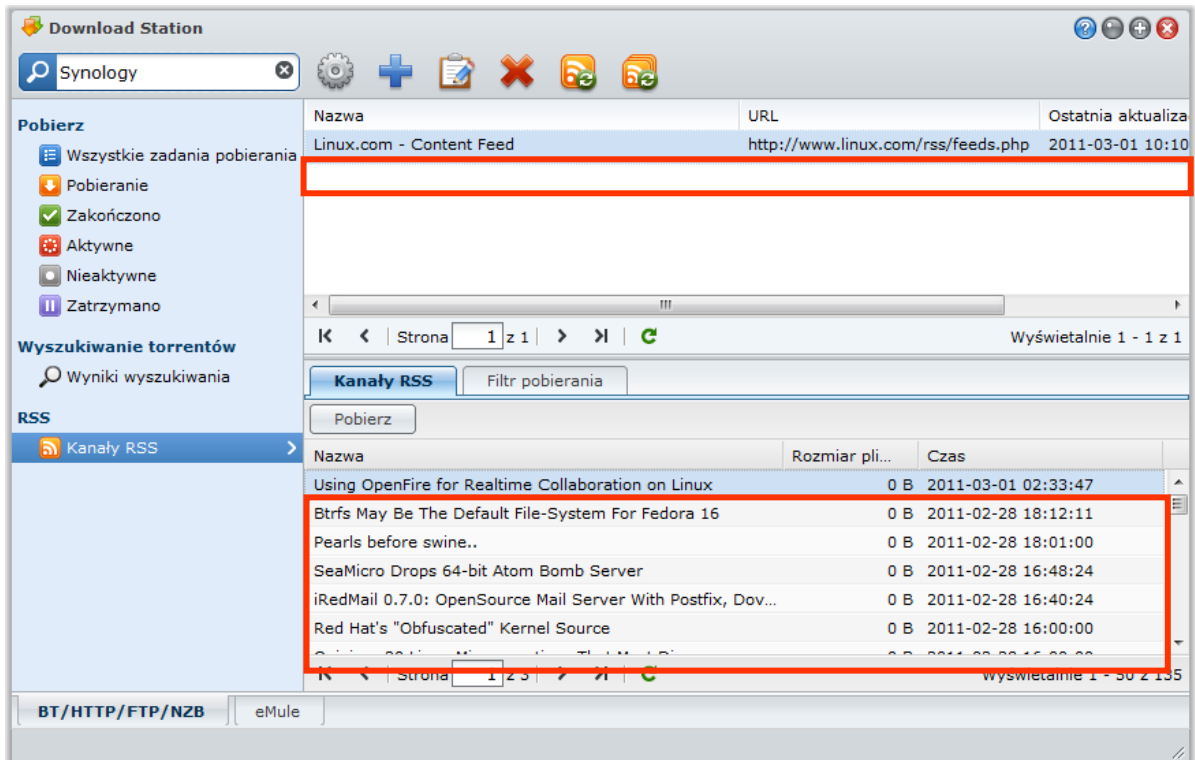 Download Station
Synology
Pobierz
Wszystkie zadania pobierania
Pobieranie
Zakończono
Aktywne
Nieaktywne
Zatrzymano
Wyszukiwanie torrentów
Wyniki wyszukiwania
RSS
Kanały RSS
Nazwa URL Ostatnia aktualiza
Linux.com - Content Feed http://www.linux.com/rss/feeds.php 2011-03-01 10:10
Strona 1 z 1 Wyświetalnie 1 - 1 z 1
Kanały RSS Filtr pobierania
Pobierz
Nazwa Rozmiar pli... Czas
Using OpenFire for Realtime Collaboration on Linux 0 B 2011-03-01 02:33:47
Btrfs May Be The Default File-System For Fedora 16 0 B 2011-02-28 18:12:11
Pearls before swine.. 0 B 2011-02-28 18:01:00
SeaMicro Drops 64-bit Atom Bomb Server 0 B 2011-02-28 16:48:24
iRedMail 0.7.0: OpenSource Mail Server With Postfix, Dov... 0 B 2011-02-28 16:40:24
Red Hat's "Obfuscated" Kernel Source 0 B 2011-02-28 16:00:00
Strona 1 z 3 Wyświetalnie 1 - 50 z 135
BT/HTTP/FTP/NZB eMule